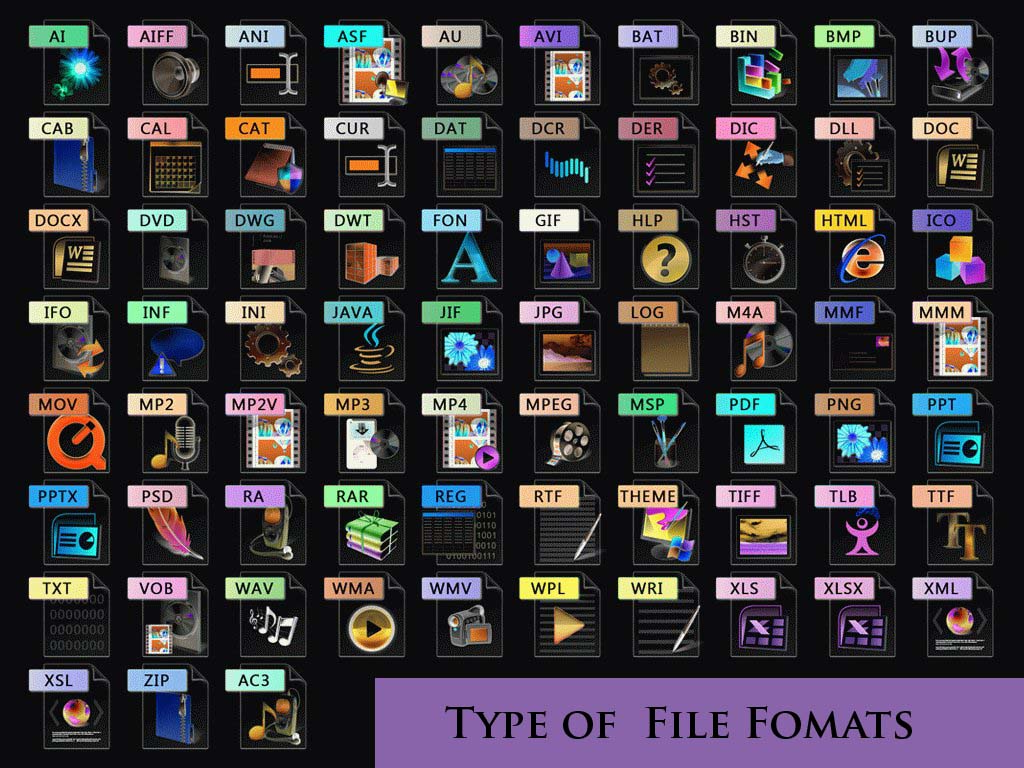 AI AIFF ANI ASF AU AVI BAT BIN BMP BUP
CAB CAL CAT CUR DAT DCR DER DIC DLL DOC
DOCX DVD DWG DWT FON GIF HLP HST HTML ICO
IFO INF INI JAVA JIF JPG LOG M4A MMF MMM
MOV MP2 MP2V MP3 MP4 MPEG MSP PDF PNG PPT
PPTX PSD RA RAR REG RTF THEME TIFF TLB TTF
TXT VOB WAV WMA WMV WPL WRI XLS XLSX XML
XSL ZIP AC3
Type of File Fomats